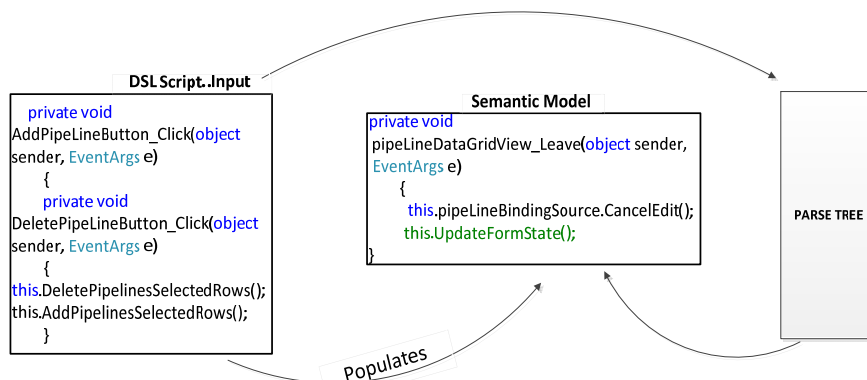 DSL Script..Input
private void
AddPipeLineButton_Click(object
sender, EventArgs e)
{
private void
DeletePipeLineButton_Click(object
sender, EventArgs e)
{
this.DeletePipelinesSelectedRows();
this.AddPipelinesSelectedRows();
}
Semantic Model
private void
pipeLineDataGridView_Leave(object sender,
EventArgs e)
{
this.pipeLineBindingSource.CancelEdit();
this.UpdateFormState();
}
PARSE TREE
Populates